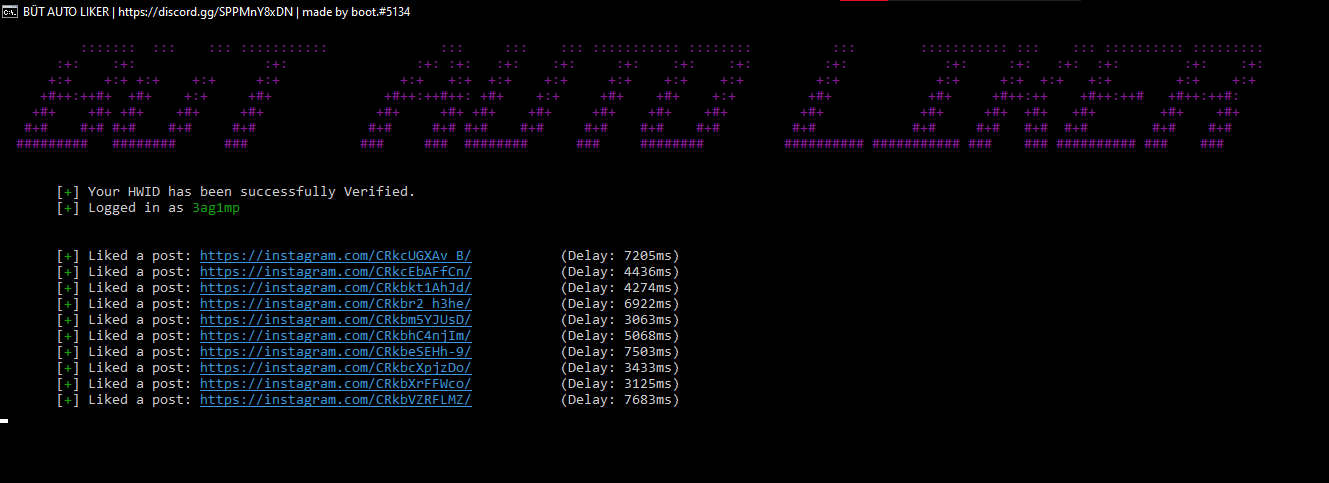 BÜT AUTO LIKER | https://discord.gg/SPPMnY8xDN | made by boot.#5134
BÜT AUTO LIKER
[+] Your HWID has been successfully Verified.
[+] Logged in as 3ag1mp
[+] Liked a post: https://instagram.com/CRkcUGXAv_B/ (Delay: 7205ms)
[+] Liked a post: https://instagram.com/CRkcEbAFfCn/ (Delay: 4436ms)
[+] Liked a post: https://instagram.com/CRkbkt1AhJd/ (Delay: 4274ms)
[+] Liked a post: https://instagram.com/CRkbr2_h3he/ (Delay: 6922ms)
[+] Liked a post: https://instagram.com/CRkbm5YJUsD/ (Delay: 3063ms)
[+] Liked a post: https://instagram.com/CRkbhC4njIm/ (Delay: 5068ms)
[+] Liked a post: https://instagram.com/CRkbeSEHh-9/ (Delay: 7503ms)
[+] Liked a post: https://instagram.com/CRkbcXpjzDo/ (Delay: 3433ms)
[+] Liked a post: https://instagram.com/CRkbXrFFWco/ (Delay: 3125ms)
[+] Liked a post: https://instagram.com/CRkbVZRFLMZ/ (Delay: 7683ms)